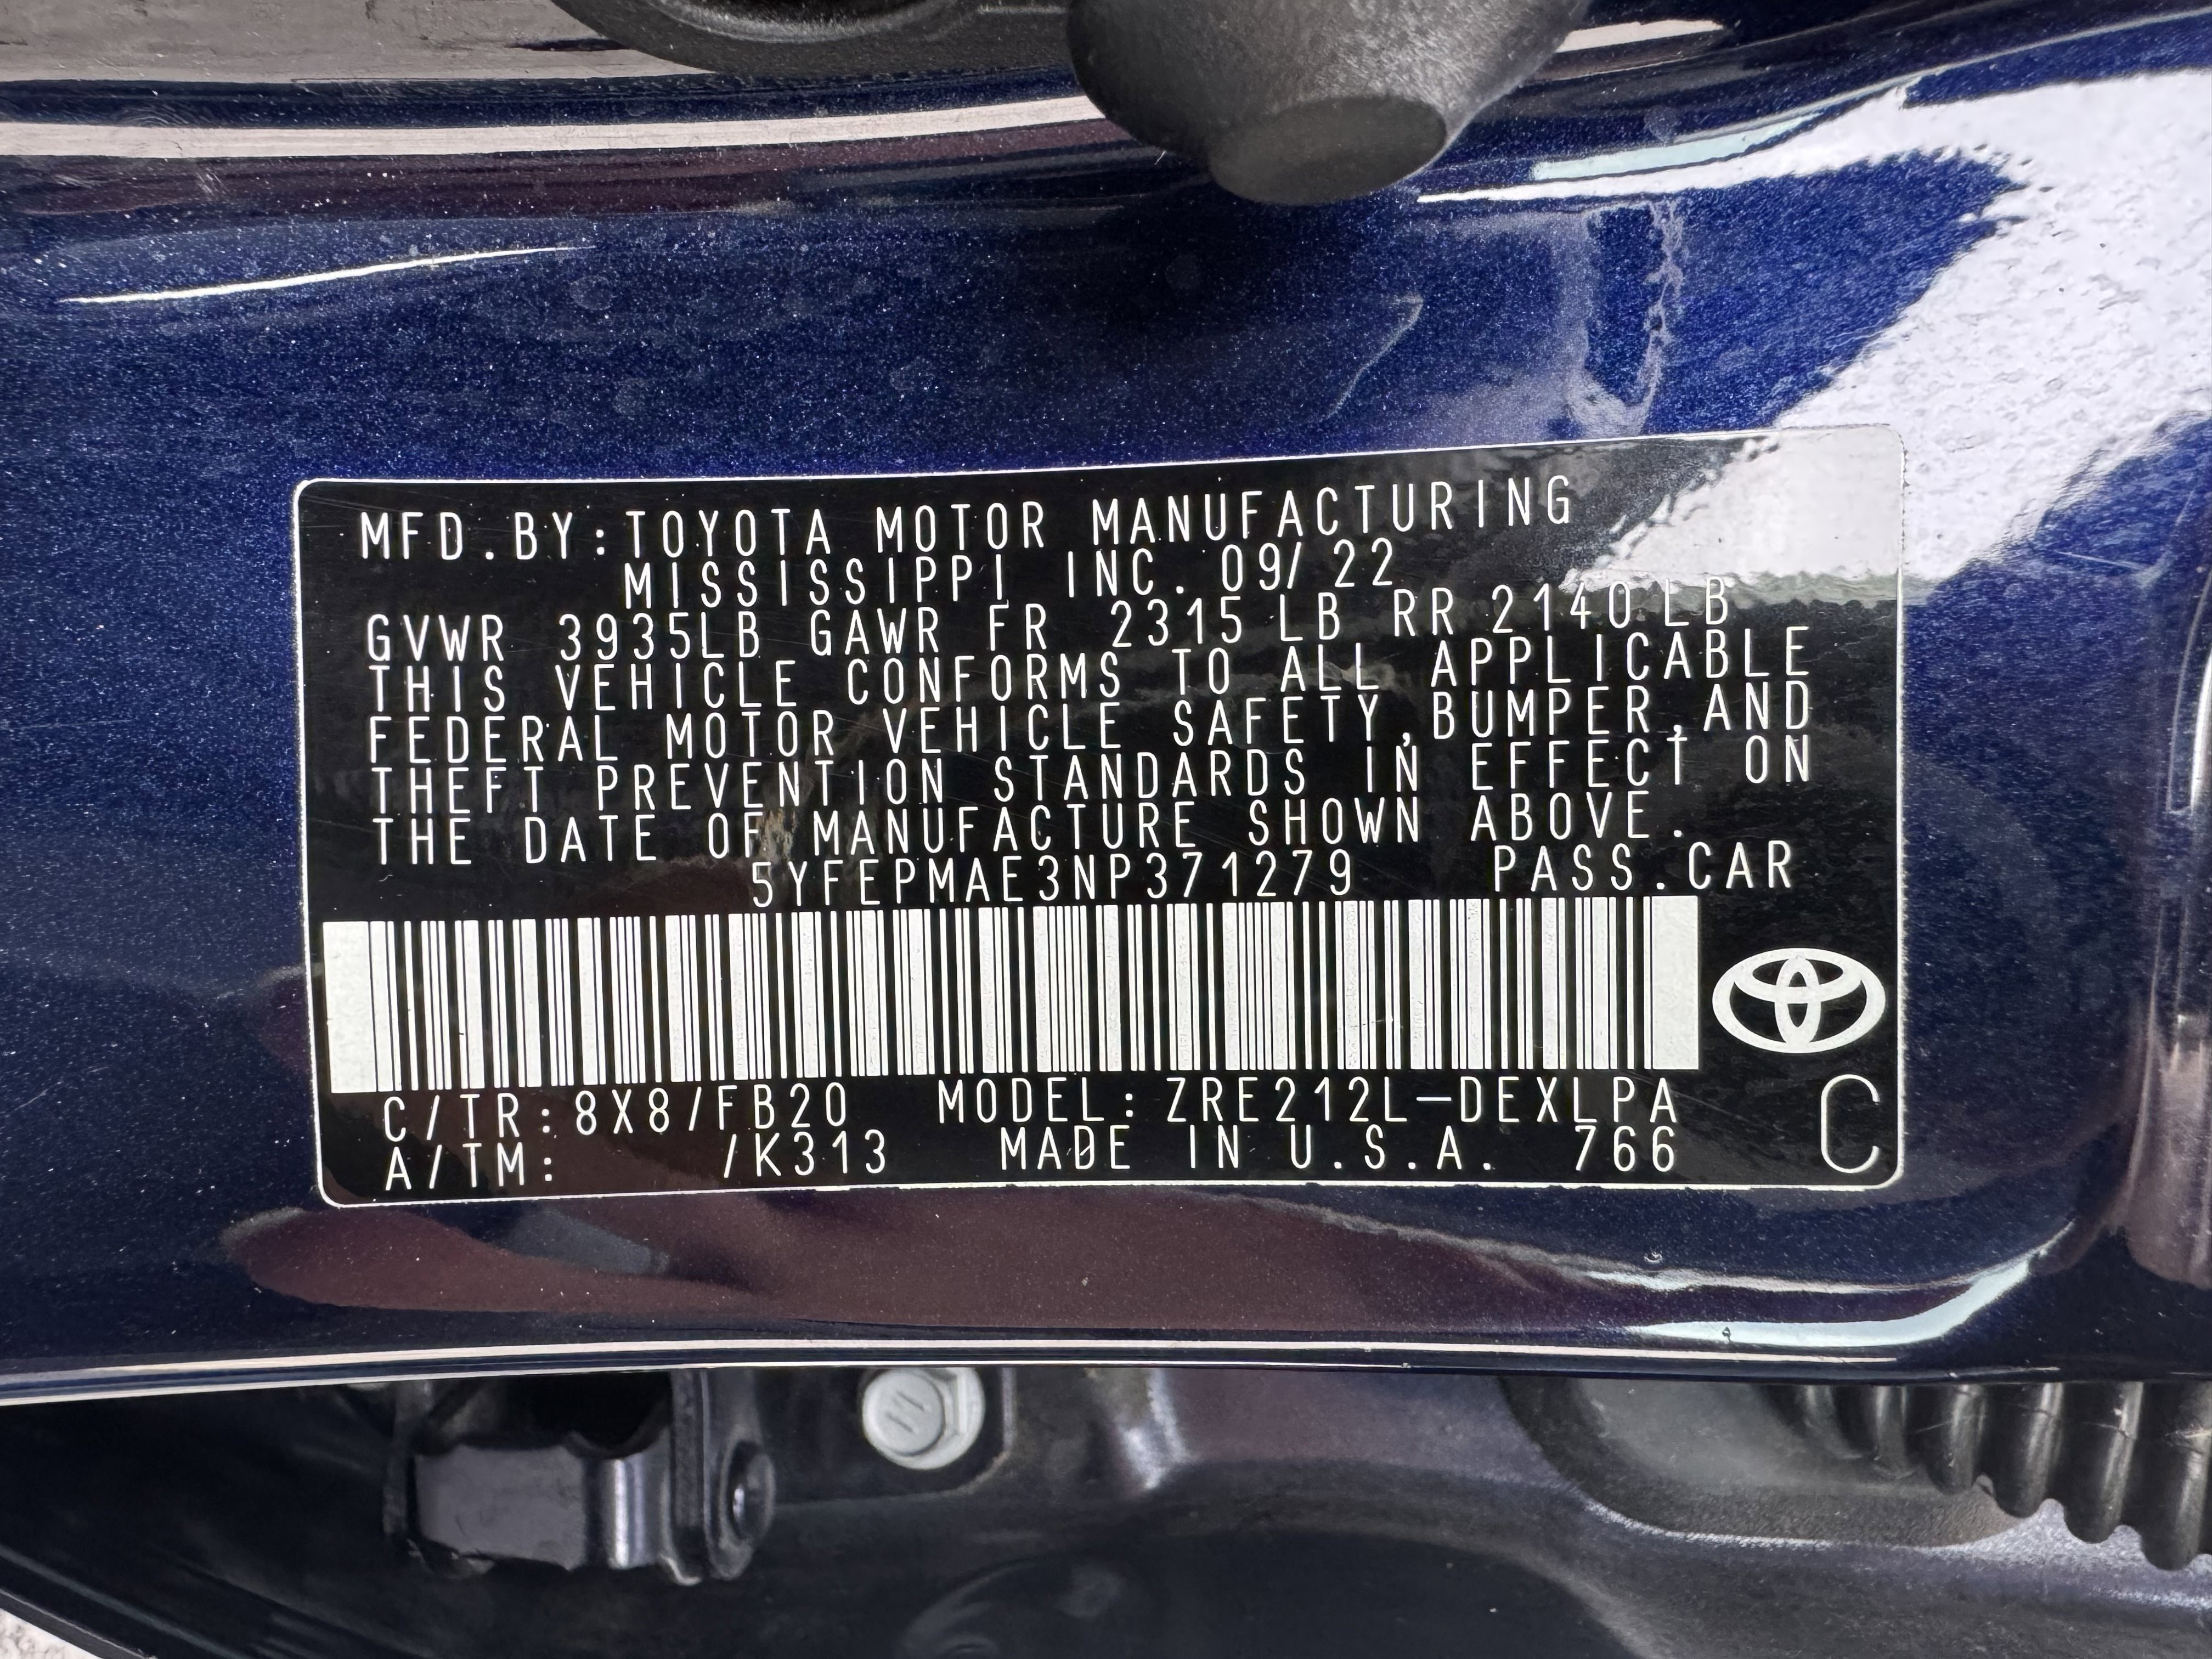 MFD.BY:TOYOTA MOTOR MANUFACTURING
MISSISSIPPI INC. 09/22
GVWR 3935LB GAWR FR 2315 LB RR 2140 LB
THIS VEHICLE CONFORMS TO ALL APPLICABLE
FEDERAL MOTOR VEHICLE SAFETY,BUMPER,AND
THEFT PREVENTION STANDARDS IN EFFECT ON
THE DATE OF MANUFACTURE SHOWN ABOVE.
5YFEPMAE3NP371279 PASS.CAR
C/TR:8X8/FB20 MODEL:ZRE212L-DEXLPA
A/TM: /K313 MADE IN U.S.A. 766 C